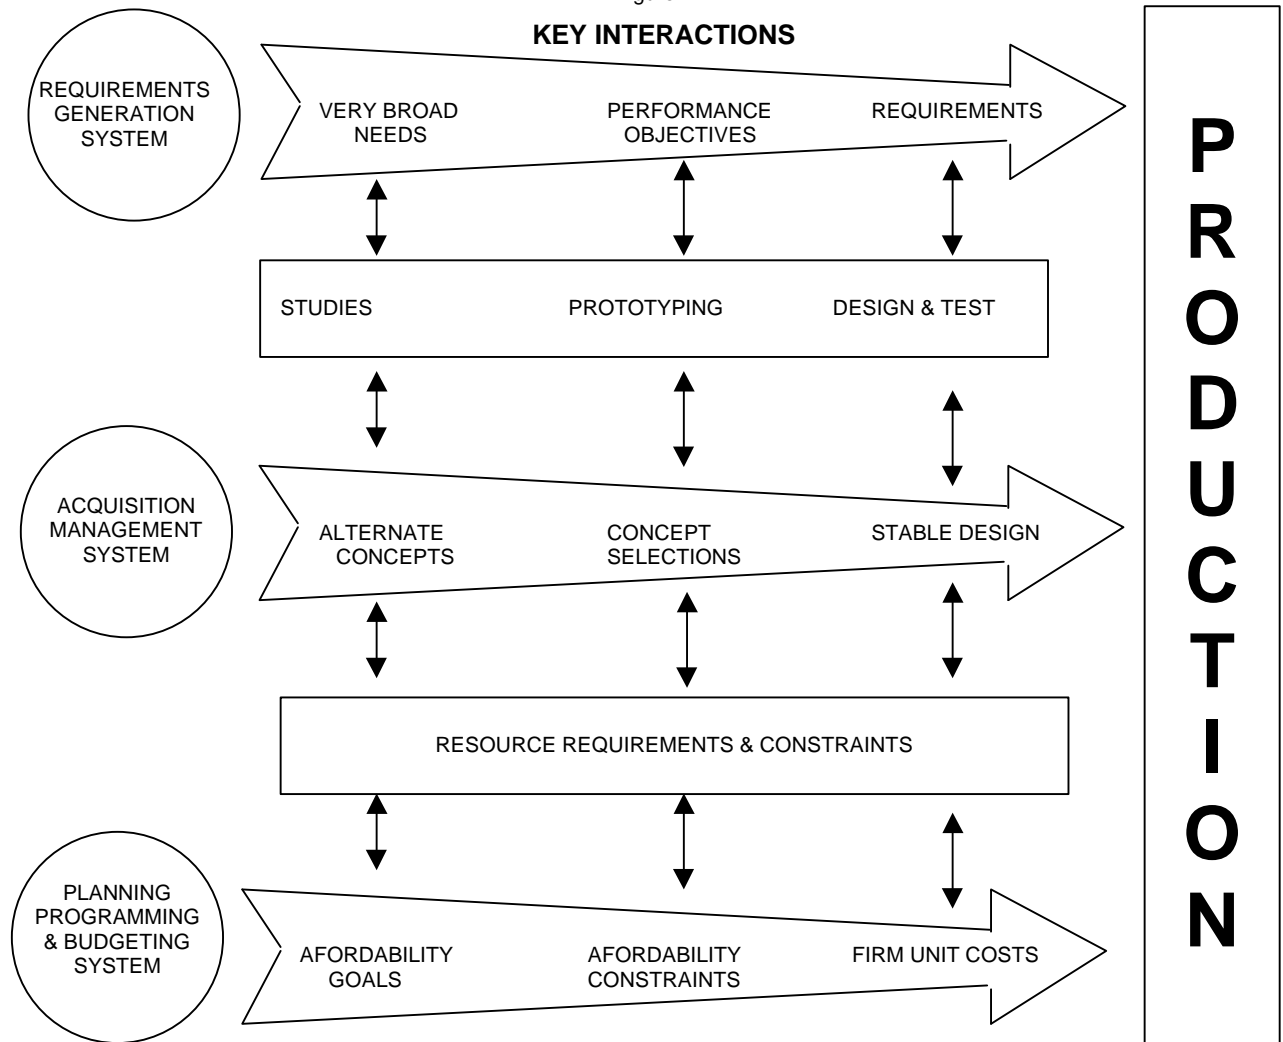 KEY INTERACTIONS
REQUIREMENTS
GENERATION
SYSTEM
VERY BROAD
NEEDS
PERFORMANCE
OBJECTIVES
REQUIREMENTS
STUDIES
PROTOTYPING
DESIGN & TEST
ACQUISITION
MANAGEMENT
SYSTEM
ALTERNATE
CONCEPTS
CONCEPT
SELECTIONS
STABLE DESIGN
RESOURCE REQUIREMENTS & CONSTRAINTS
PLANNING
PROGRAMMING
& BUDGETING
SYSTEM
AFORDABILITY
GOALS
AFORDABILITY
CONSTRAINTS
FIRM UNIT COSTS
PRODUCTION